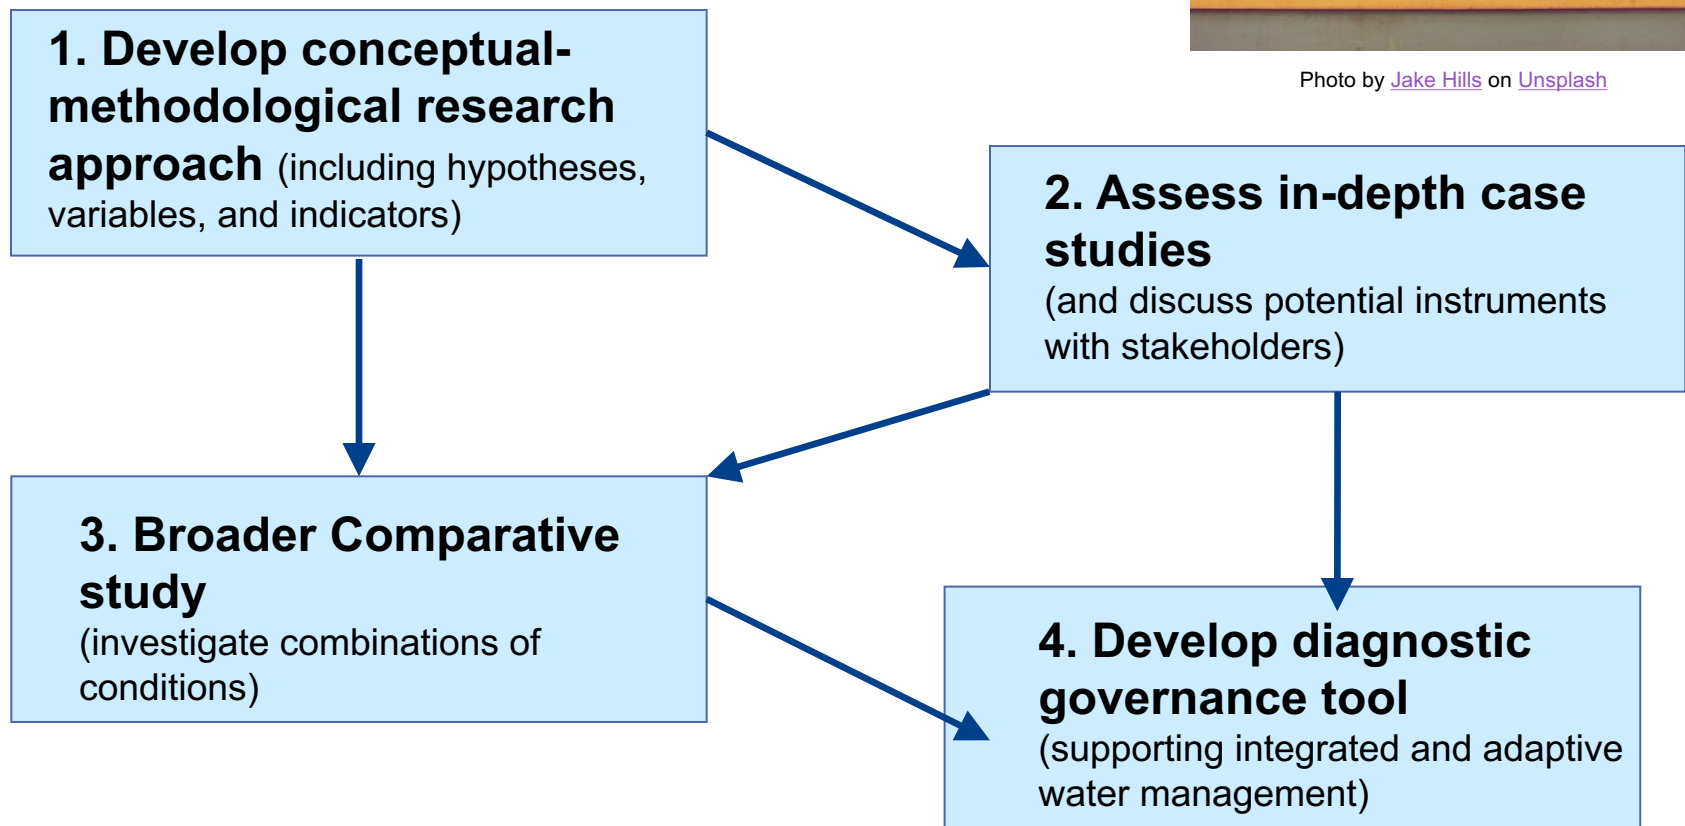 1. Develop conceptual-
methodological research
approach (including hypotheses,
variables, and indicators)
Photo by Jake Hills on Unsplash
2. Assess in-depth case
studies
(and discuss potential instruments
with stakeholders)
3. Broader Comparative
study
(investigate combinations of
conditions)
4. Develop diagnostic
governance tool
(supporting integrated and adaptive
water management)